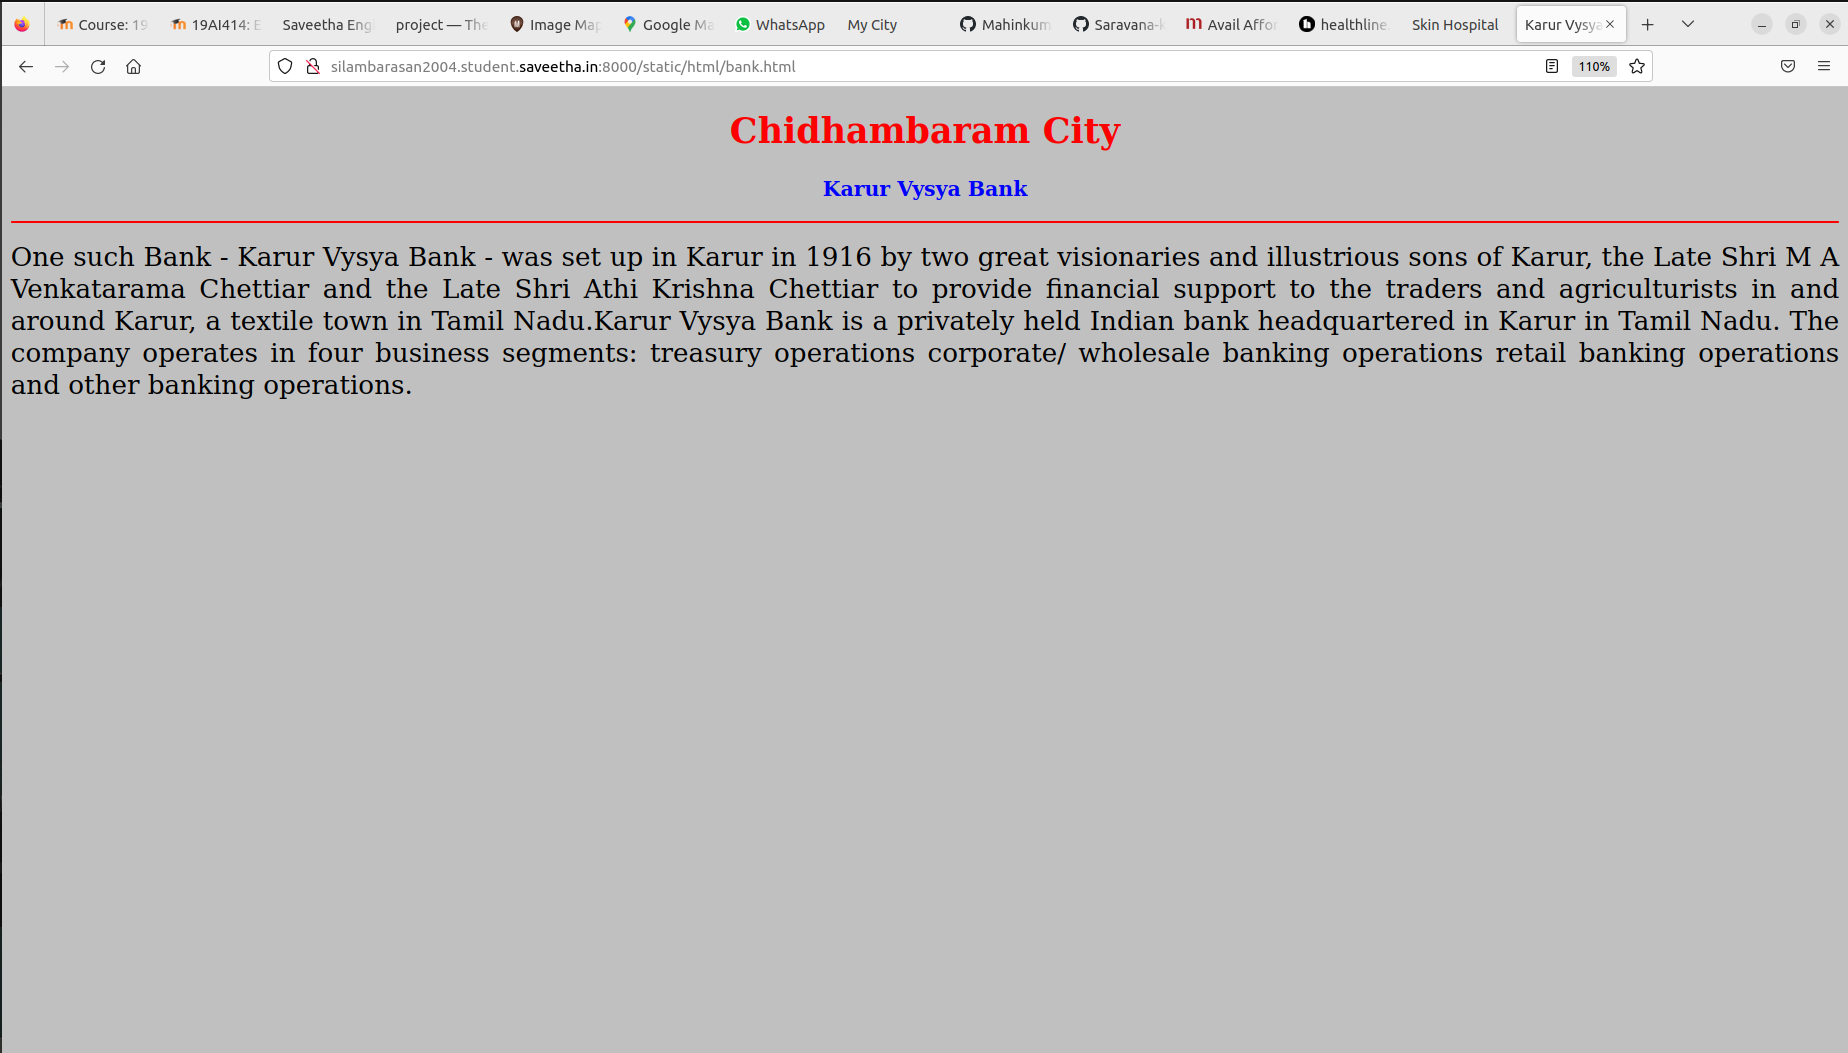 Course: 19 19AI414: E Saveetha Eng project — The Image Map Google Ma WhatsApp My City Mahinkum Saravana-k Avail Affor healthline. Skin Hospital Karur Vysya
silambarasan2004.student.saveetha.in:8000/static/html/bank.html 110%
Chidhambaram City
Karur Vysya Bank
One such Bank - Karur Vysya Bank - was set up in Karur in 1916 by two great visionaries and illustrious sons of Karur, the Late Shri M A
Venkatarama Chettiar and the Late Shri Athi Krishna Chettiar to provide financial support to the traders and agriculturists in and
around Karur, a textile town in Tamil Nadu.Karur Vysya Bank is a privately held Indian bank headquartered in Karur in Tamil Nadu. The
company operates in four business segments: treasury operations corporate/ wholesale banking operations retail banking operations
and other banking operations.